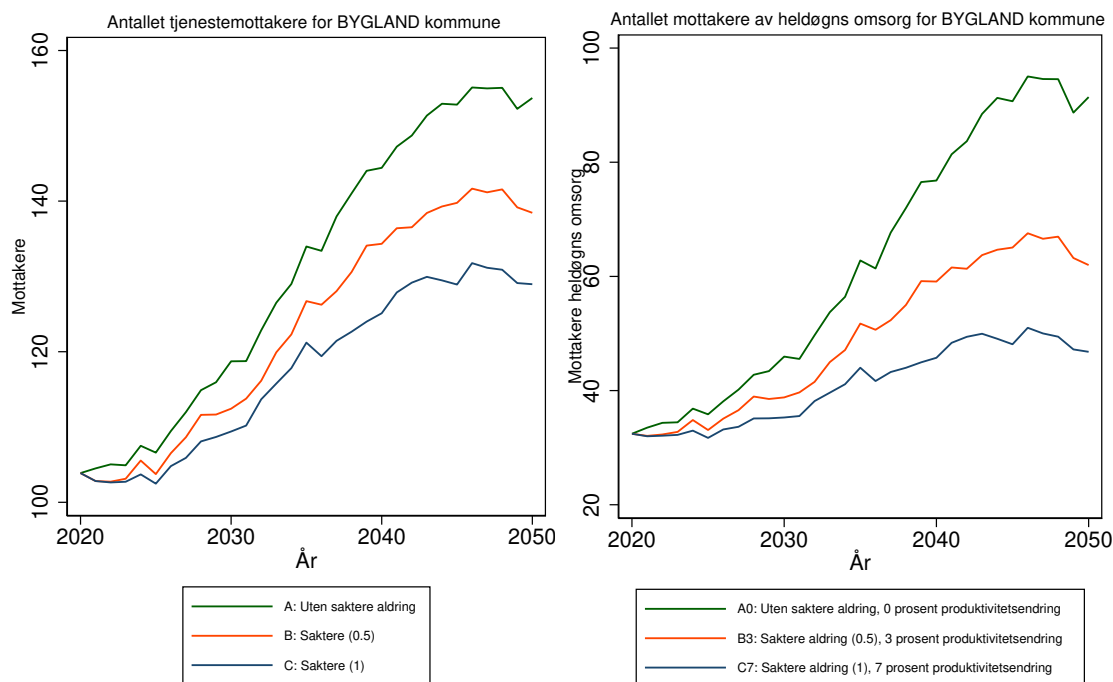 Antallet tjenestemottakere for BYGLAND kommune
160
140
120
100
Mottakere
2020
2030
2040
2050
År
A: Uten saktere aldring
B: Saktere (0.5)
C: Saktere (1)
Antallet mottakere av heldøgns omsorg for BYGLAND kommune
100
80
60
40
20
Mottakere heldøgns omsorg
2020
2030
2040
2050
År
A0: Uten saktere aldring, 0 prosent produktivitetsendring
B3: Saktere aldring (0.5), 3 prosent produktivitetsendring
C7: Saktere aldring (1), 7 prosent produktivitetsendring